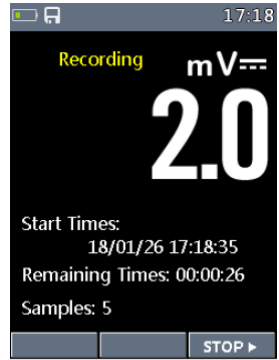 17:18
Recording
mV
2.0
Start Times:
18/01/26 17:18:35
Remaining Times: 00:00:26
Samples: 5
STOP